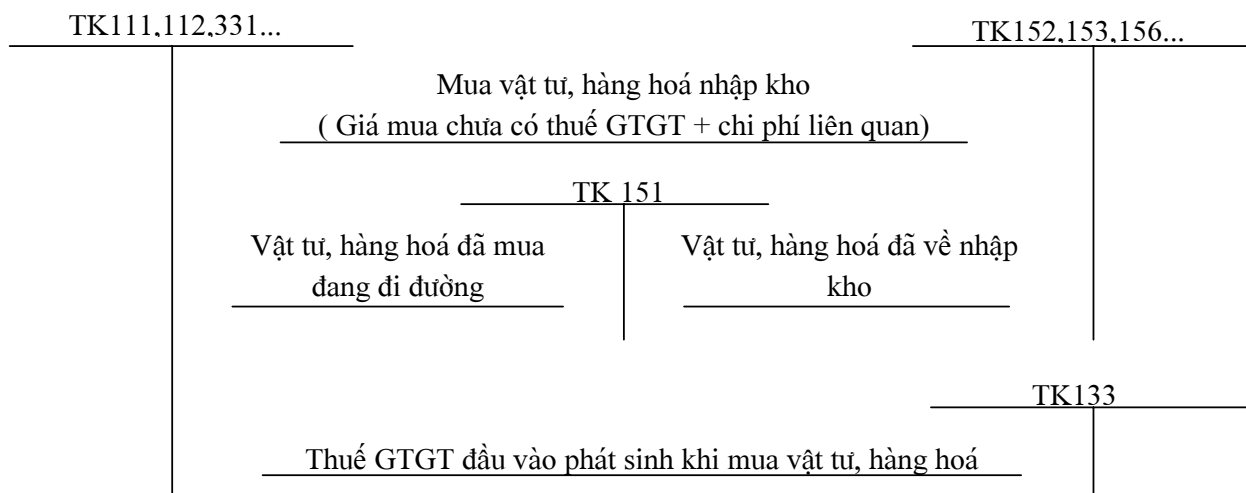 TK111,112,331...
TK152,153,156...
Mua vật tư, hàng hoá nhập kho
( Giá mua chưa có thuế GTGT + chi phí liên quan)
TK 151
Vật tư, hàng hoá đã mua
đang đi đường
Vật tư, hàng hoá đã về nhập
kho
TK133
Thuế GTGT đầu vào phát sinh khi mua vật tư, hàng hoá